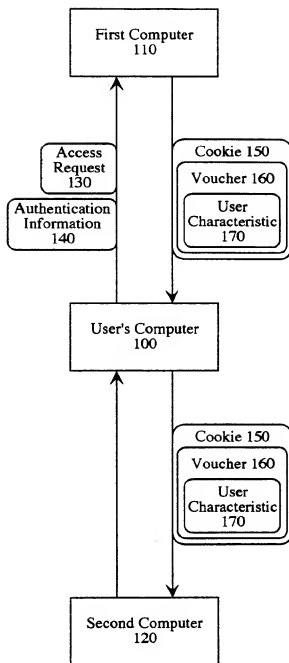 First Computer
110
Access
Request
130
Authentication
Information
140
Cookie 150
Voucher 160
User
Characteristic
170
User's Computer
100
Cookie 150
Voucher 160
User
Characteristic
170
Second Computer
120